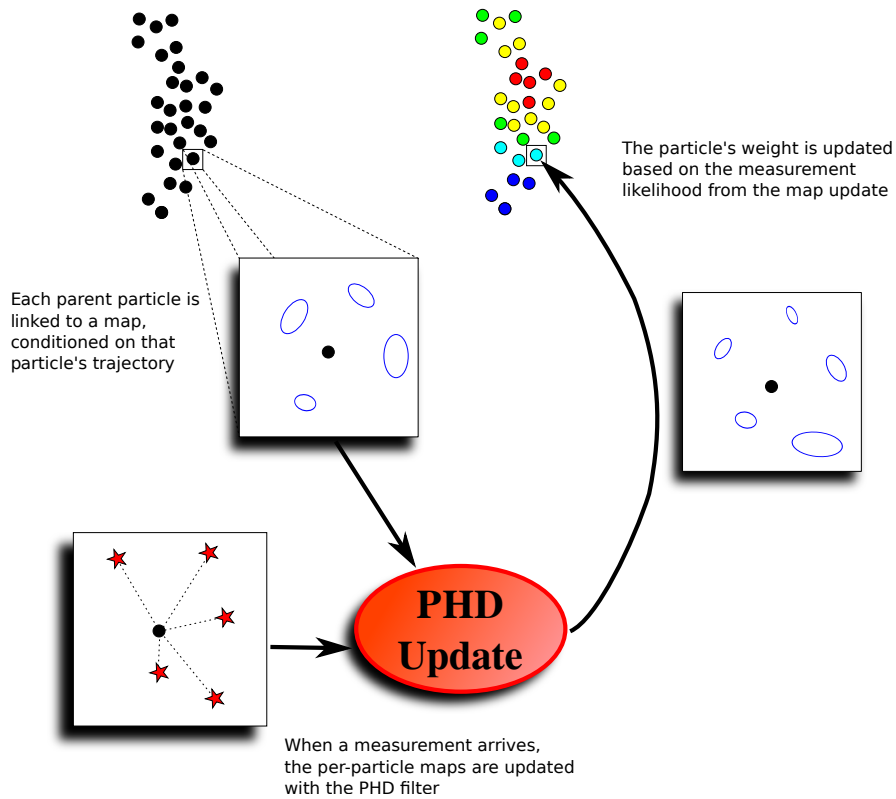 The particle's weight is updated
based on the measurement
likelihood from the map update
Each parent particle is
linked to a map,
conditioned on that
particle's trajectory
PHD
Update
When a measurement arrives,
the per-particle maps are updated
with the PHD filter